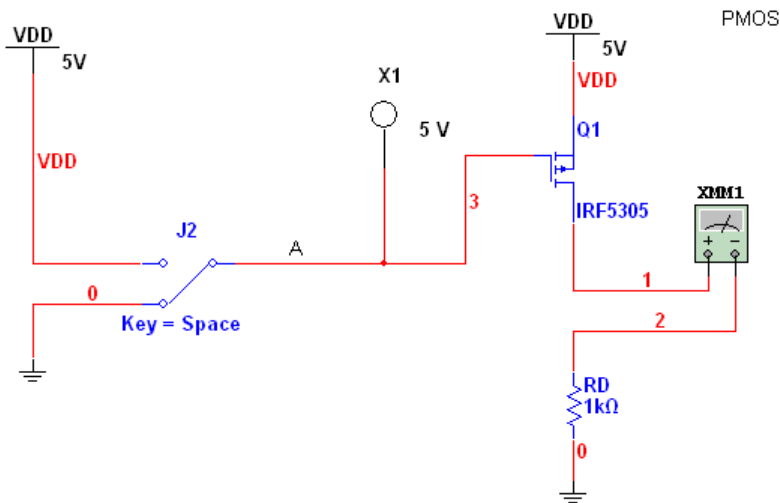 PMOS
VDD
5V
VDD
5V
X1
5 V
VDD
Q1
VDD
3
IRF5305
XMM1
J2
A
+ −
1
0
Key = Space
2
RD
1kΩ
0